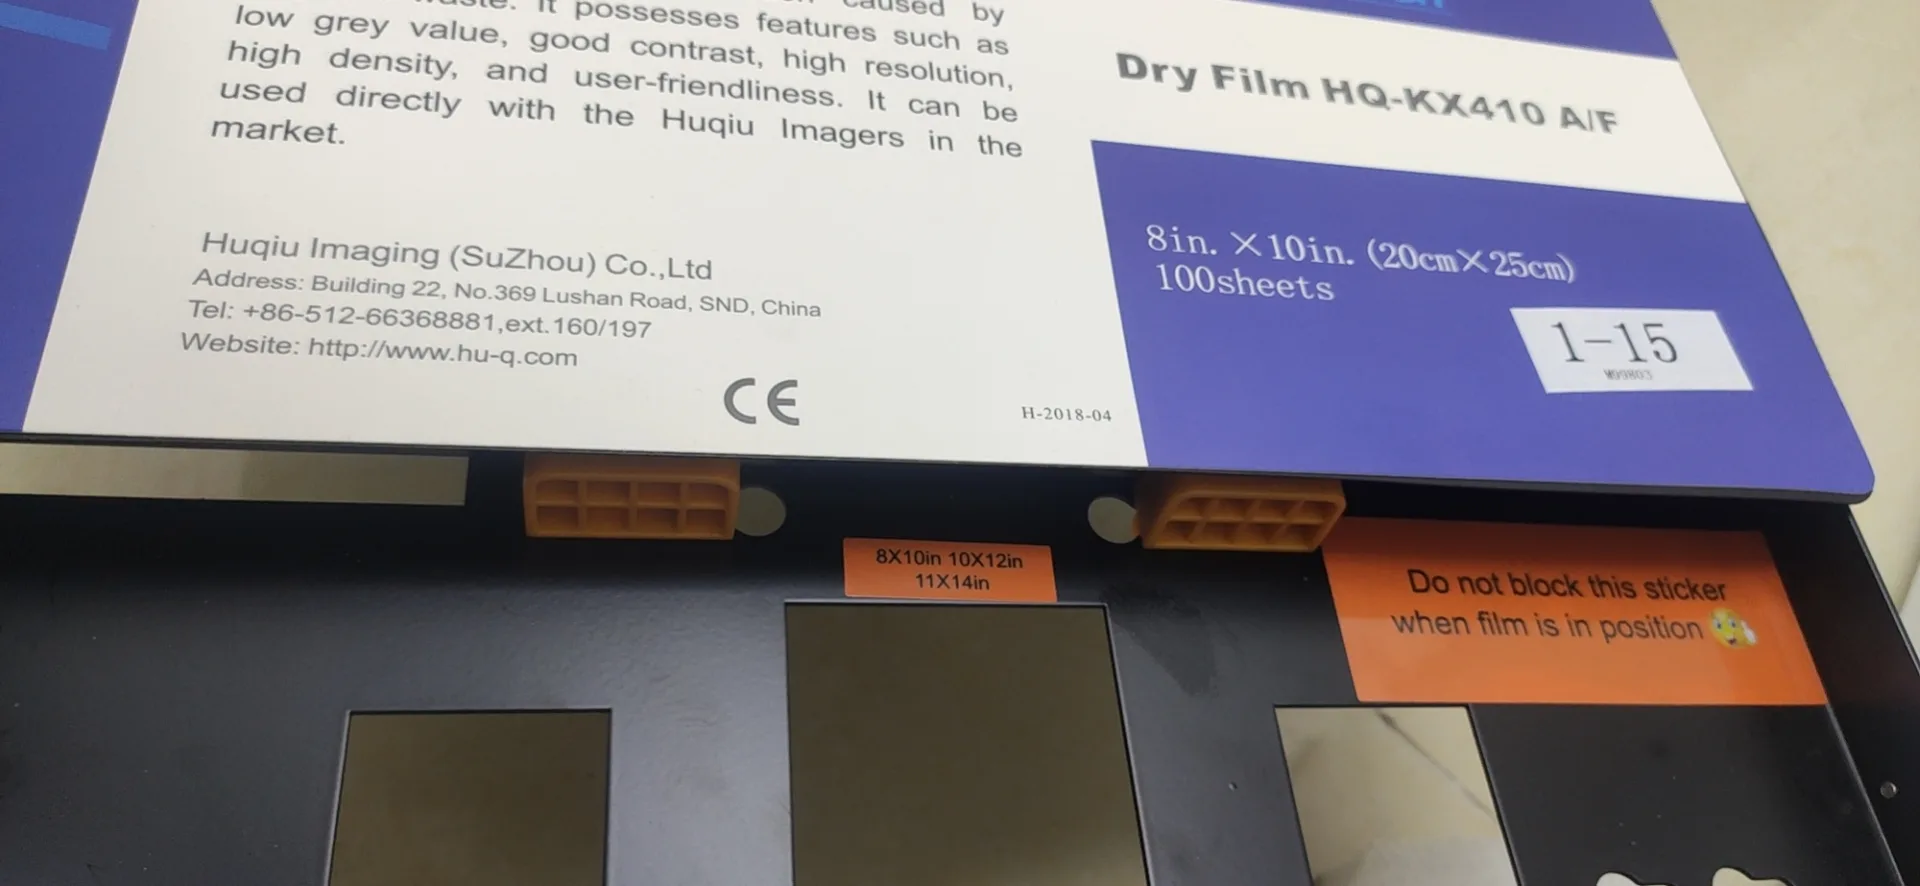 It possesses features such as
low grey value, good contrast, high resolution,
high density, and user-friendliness. It can be
used directly with the Huqiu Imagers in the
market.
Huqiu Imaging (SuZhou) Co.,Ltd
Address: Building 22, No.369 Lushan Road, SND, China
Tel: +86-512-66368881,ext.160/197
Website: http://www.hu-q.com
CE
H-2018-04
Dry Film HQ-KX410 A/F
8in. ×10in. (20cm×25cm)
100sheets
1-15
M99803
8X10in 10X12in
11X14in
Do not block this sticker
when film is in position